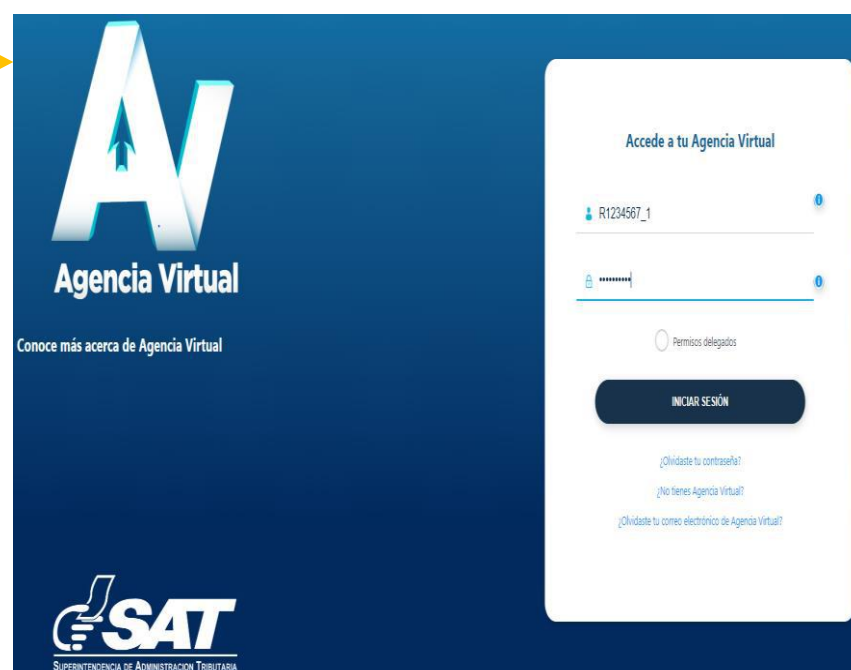 Agencia Virtual
Conoce más acerca de Agencia Virtual
SAT
SUPERINTENDENCIA DE ADMINISTRACION TRIBUTARIA
Accede a tu Agencia Virtual
R1234567_1
••••••••••
Permisos delegados
INICIAR SESIÓN
¿Olvidaste tu contraseña?
¿No tienes Agencia Virtual?
¿Olvidaste tu correo electrónico de Agencia Virtual?